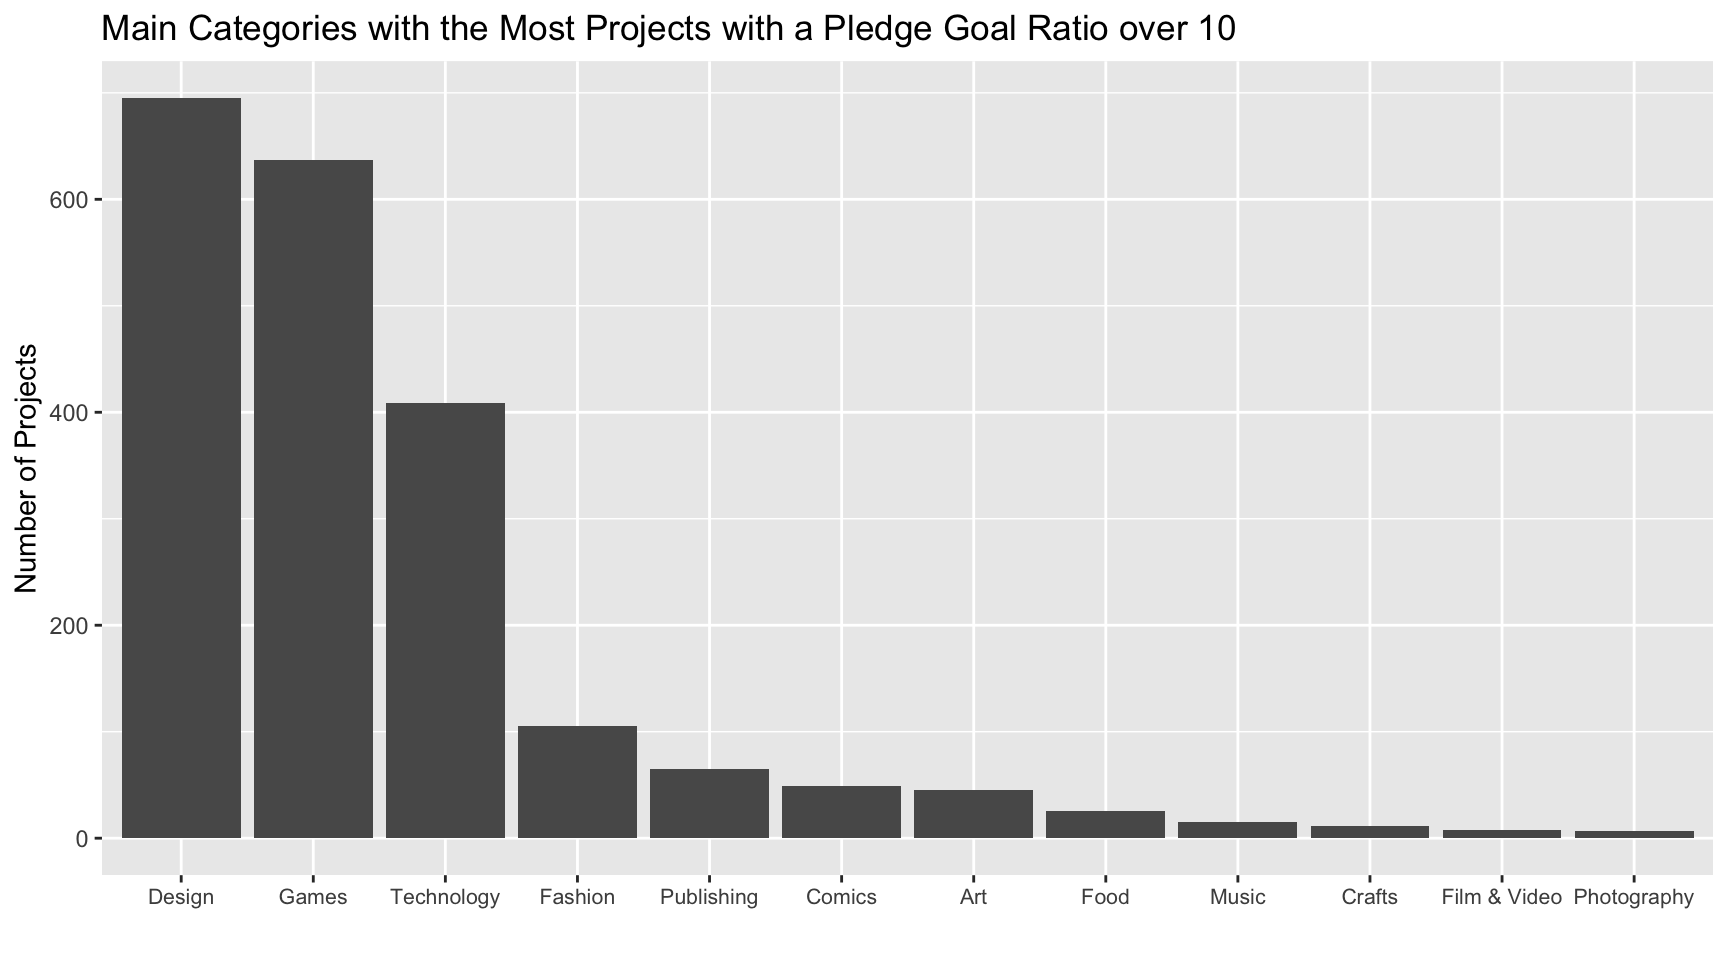 Main Categories with the Most Projects with a Pledge Goal Ratio over 10
Number of Projects
600
400
200
0
Design Games Technology Fashion Publishing Comics Art Food Music Crafts Film & Video Photography